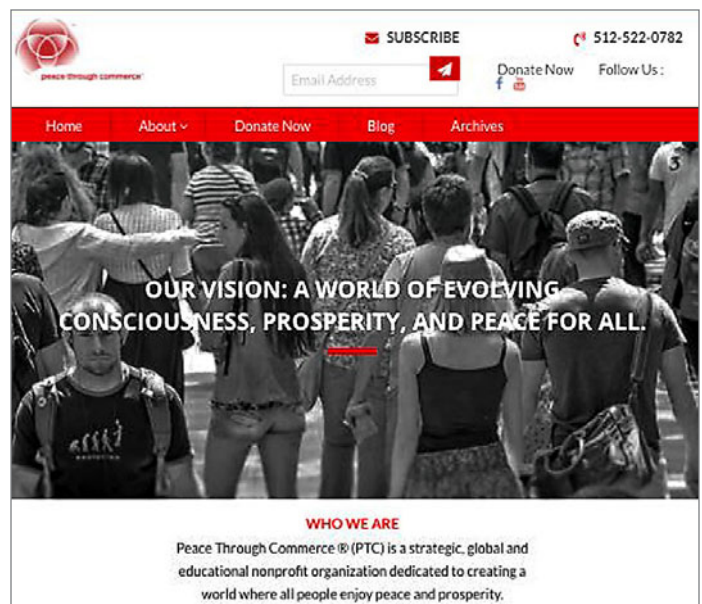 peace through commerce™
SUBSCRIBE
512-522-0782
Email Address
Donate Now
Follow Us :
Home About Donate Now Blog Archives
3
OUR VISION: A WORLD OF EVOLVING
CONSCIOUSNESS, PROSPERITY, AND PEACE FOR ALL.
WHO WE ARE
Peace Through Commerce ® (PTC) is a strategic, global and
educational nonprofit organization dedicated to creating a
world where all people enjoy peace and prosperity.